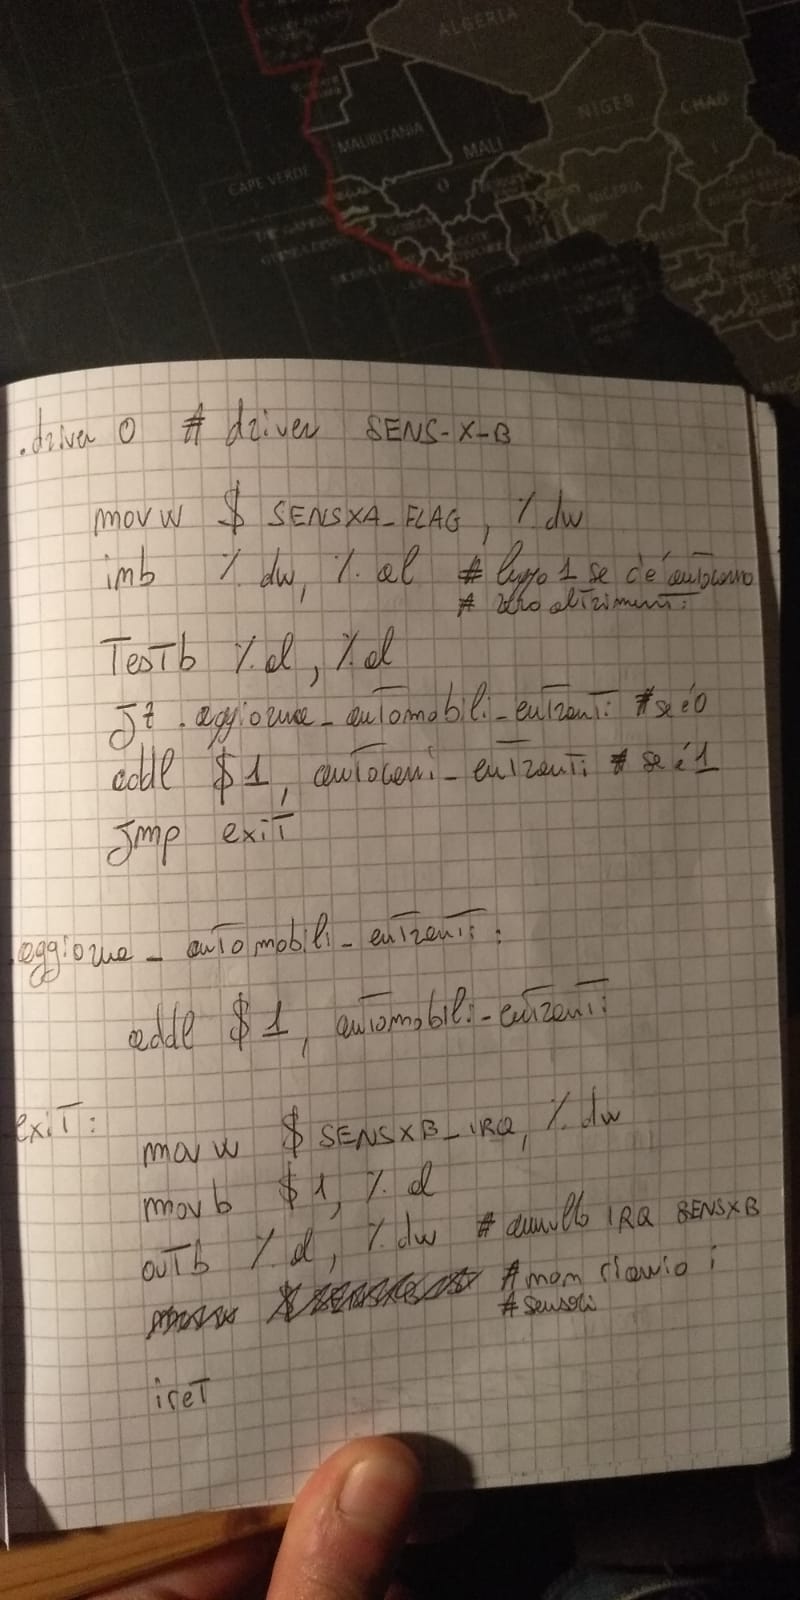 ALGERIA
MAURITANIA
MALI
NIGER
CHAD
CAPE VERDE
NIGERIA
.driver 0 # driver SENS-X-B
movw $ SENSXA_FLAG, %dw
inb %dw, %al # leggo 1 se c'è autocarro
# zero altrimenti
Testb %al, %al
Jz .aggiorna_automobili_entranti #se è 0
addl $1, autocarri_entranti # se è 1
Jmp exit
.aggiorna_automobili_entranti:
addl $1, automobili_entranti
exit:
movw $ SENSXB_IRQ, %dw
movb $1, %al
outb %al, %dw # annullo IRQ SENSXB
# non riavvio i
# sensori
iret